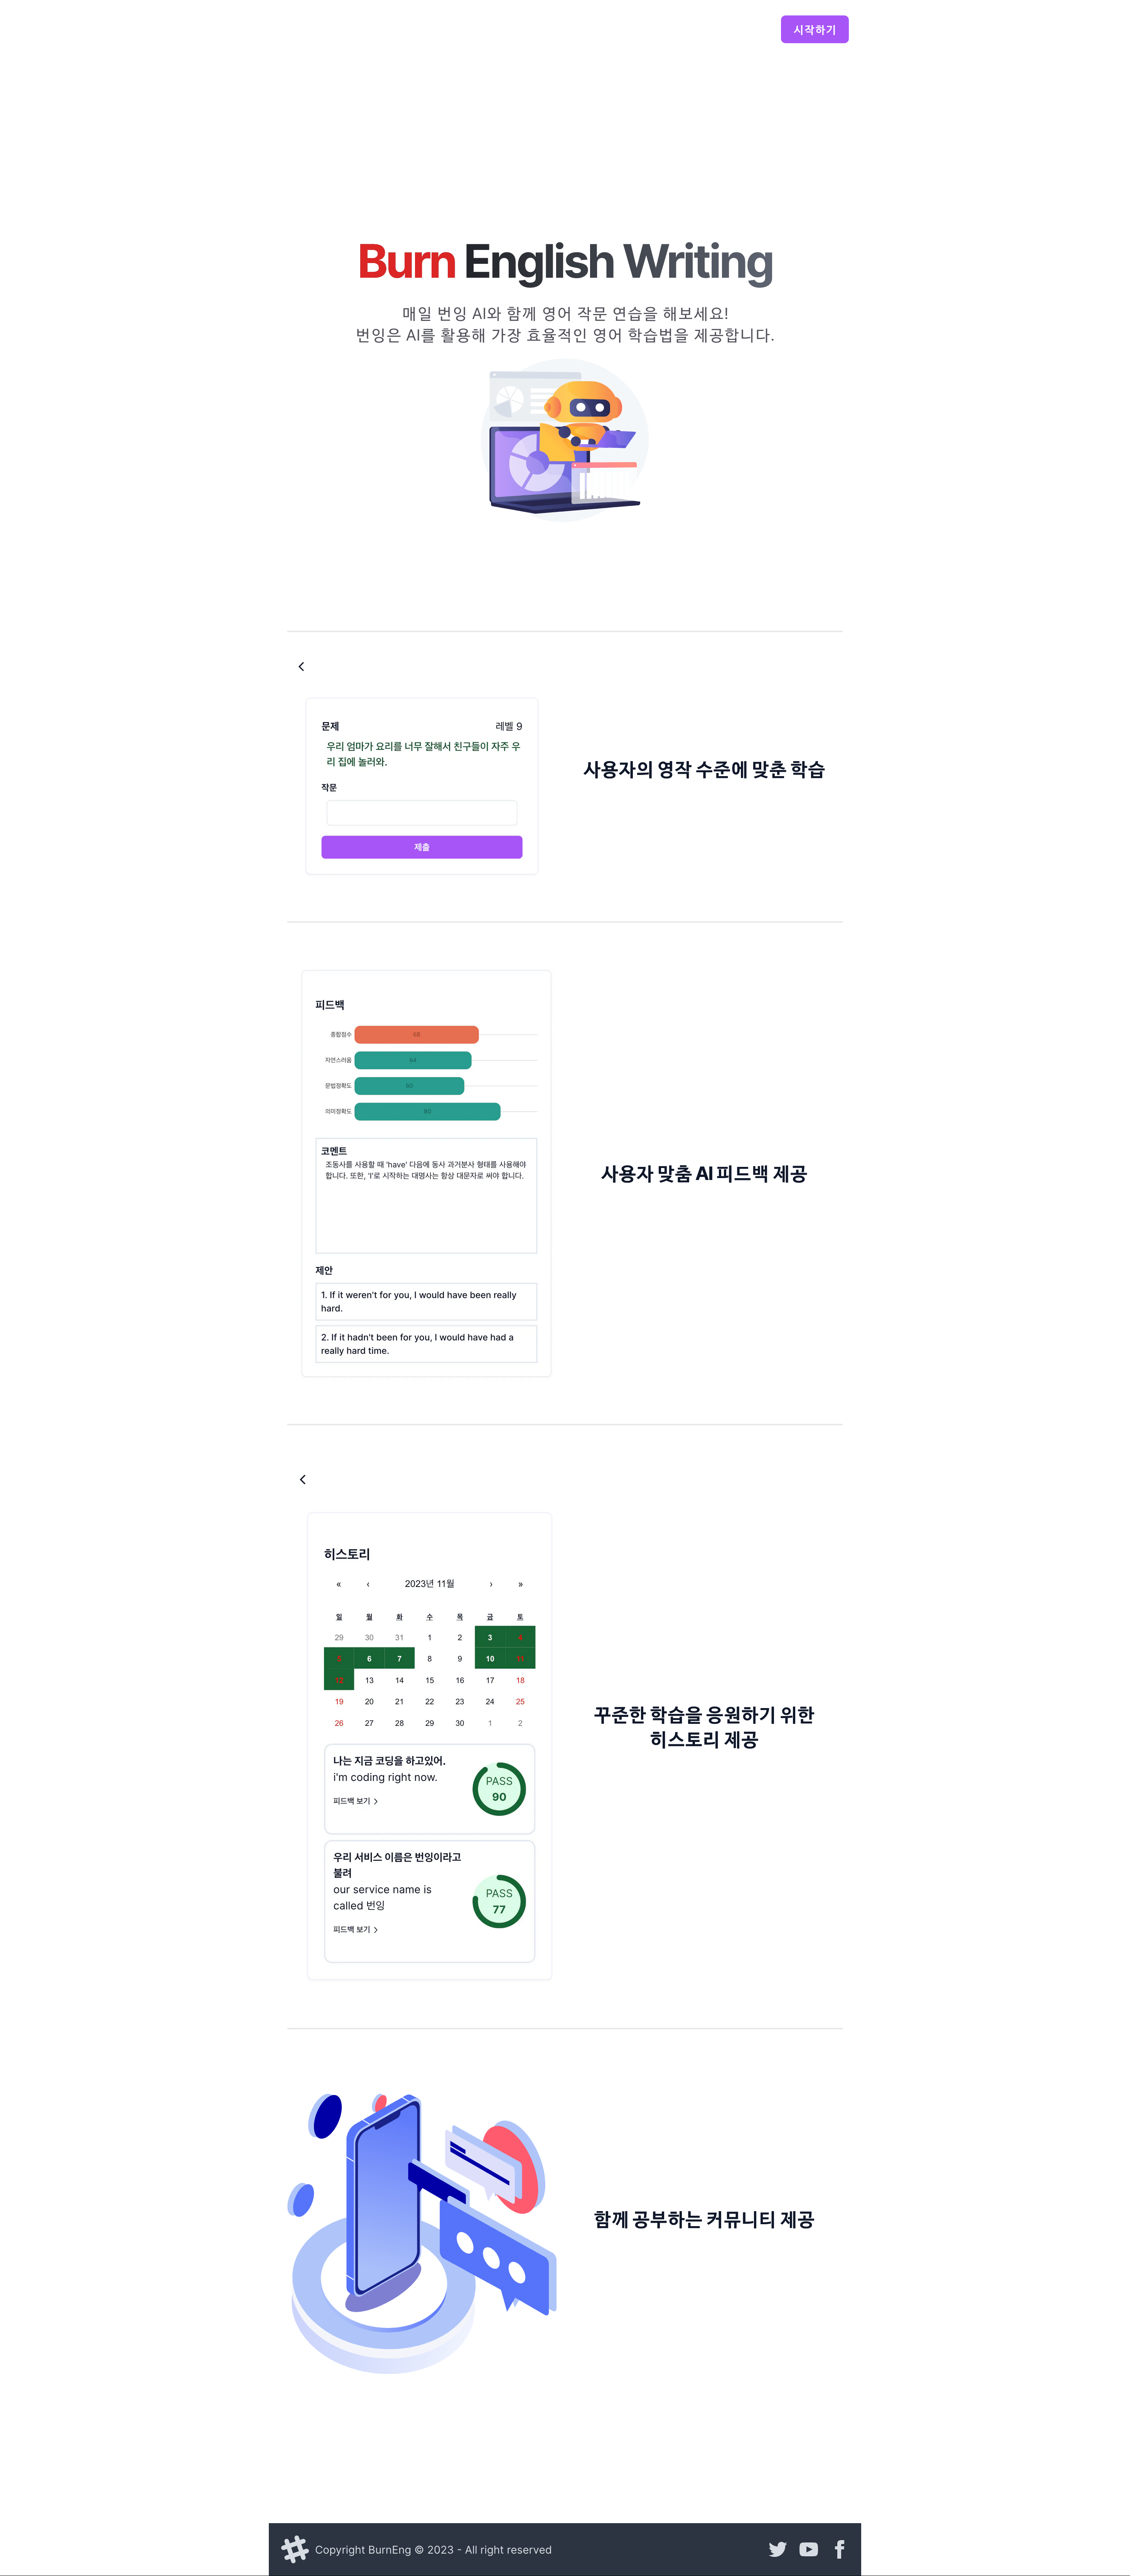 시작하기
Burn English Writing
매일 번잉 AI와 함께 영어 작문 연습을 해보세요!
번잉은 AI를 활용해 가장 효율적인 영어 학습법을 제공합니다.
문제 레벨 9
우리 엄마가 요리를 너무 잘해서 친구들이 자주 우
리 집에 놀러와.
작문
제출
사용자의 영작 수준에 맞춘 학습
피드백
종합점수 68
자연스러움 64
문법정확도 60
의미정확도 80
코멘트
조동사를 사용할 때 'have' 다음에 동사 과거분사 형태를 사용해야
합니다. 또한, 'I'로 시작하는 대명사는 항상 대문자로 써야 합니다.
제안
1. If it weren't for you, I would have been really
hard.
2. If it hadn't been for you, I would have had a
really hard time.
사용자 맞춤 AI 피드백 제공
히스토리
« ‹ 2023년 11월 › »
일 월 화 수 목 금 토
29 30 31 1 2 3 4
5 6 7 8 9 10 11
12 13 14 15 16 17 18
19 20 21 22 23 24 25
26 27 28 29 30 1 2
나는 지금 코딩을 하고있어.
i'm coding right now.
피드백 보기
PASS
90
우리 서비스 이름은 번잉이라고
불려
our service name is
called 번잉
피드백 보기
PASS
77
꾸준한 학습을 응원하기 위한
히스토리 제공
함께 공부하는 커뮤니티 제공
Copyright BurnEng © 2023 - All right reserved